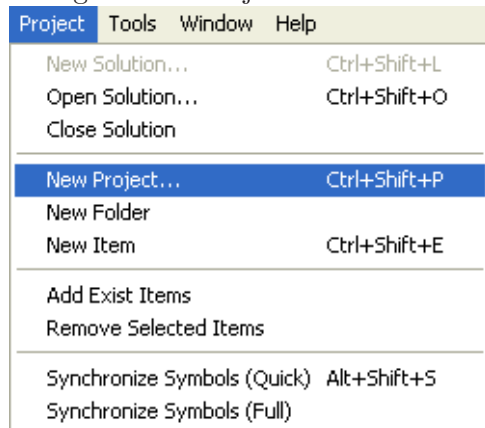 Project Tools Window Help
New Solution... Ctrl+Shift+L
Open Solution... Ctrl+Shift+O
Close Solution
New Project... Ctrl+Shift+P
New Folder
New Item Ctrl+Shift+E
Add Exist Items
Remove Selected Items
Synchronize Symbols (Quick) Alt+Shift+S
Synchronize Symbols (Full)